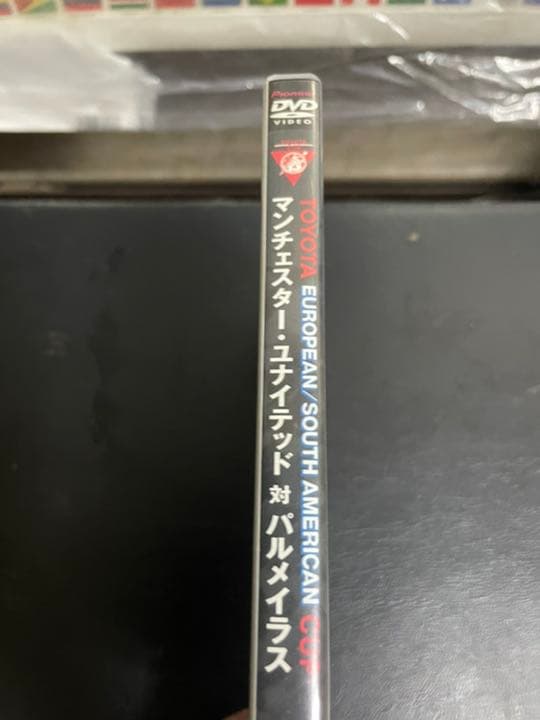 Pioneer
DVD
VIDEO
TOYOTA EUROPEAN/SOUTH AMERICAN CUP
マンチェスター・ユナイテッド 対 パルメイラス